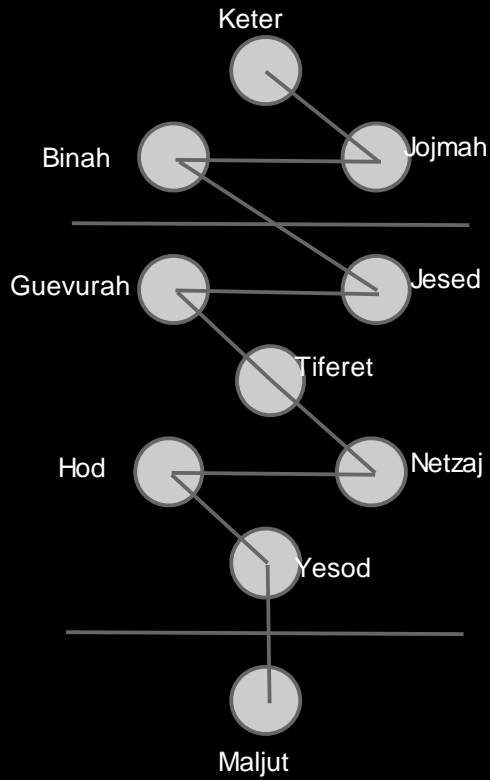 Keter
Binah
Jojmah
Guevurah
Jesed
Tiferet
Hod
Netzaj
Yesod
Maljut